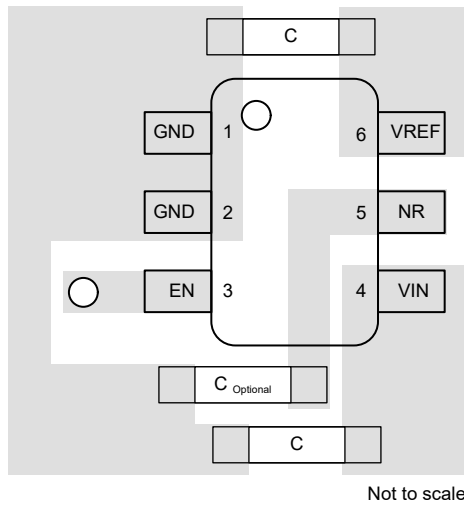 C
GND 1 6 VREF
GND 2 5 NR
EN 3 4 VIN
C Optional
C
Not to scale